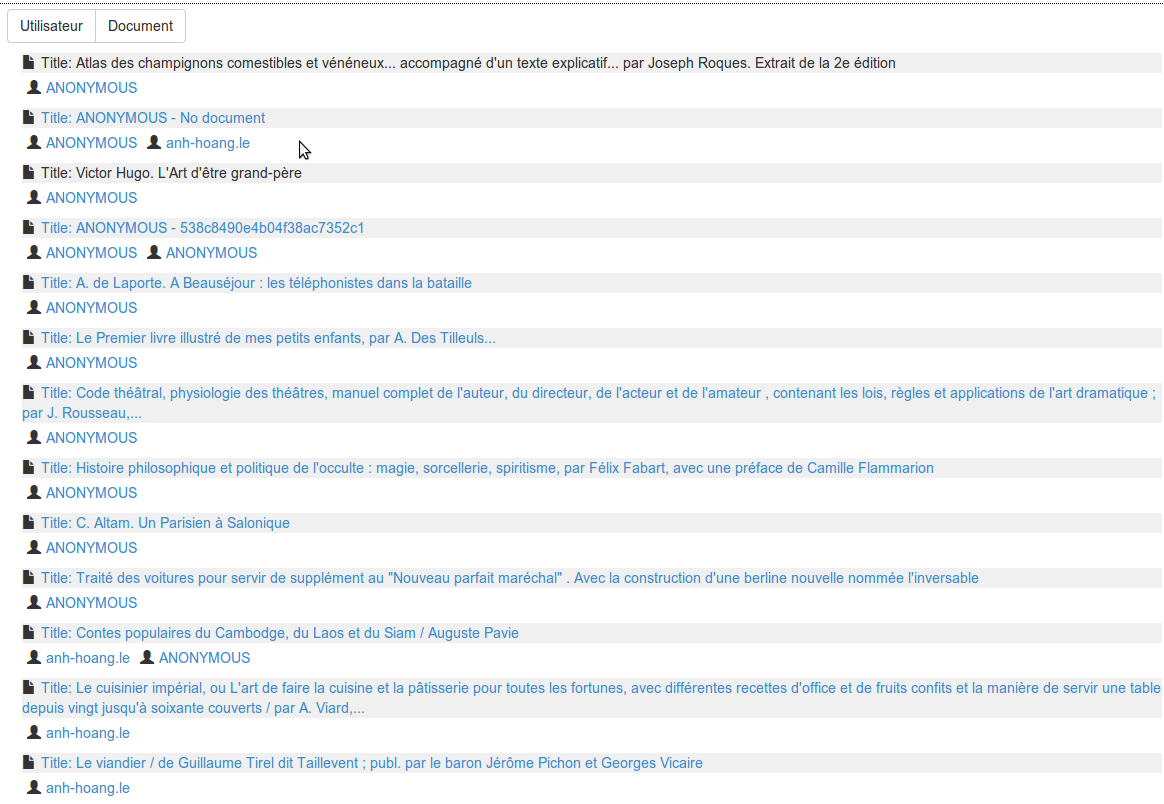 Utilisateur Document
Title: Atlas des champignons comestibles et vénéneux... accompagné d'un texte explicatif... par Joseph Roques. Extrait de la 2e édition
ANONYMOUS
Title: ANONYMOUS - No document
ANONYMOUS anh-hoang.le
Title: Victor Hugo. L'Art d'être grand-père
ANONYMOUS
Title: ANONYMOUS - 538c8490e4b04f38ac7352c1
ANONYMOUS ANONYMOUS
Title: A. de Laporte. A Beauséjour : les téléphonistes dans la bataille
ANONYMOUS
Title: Le Premier livre illustré de mes petits enfants, par A. Des Tilleuls...
ANONYMOUS
Title: Code théâtral, physiologie des théâtres, manuel complet de l'auteur, du directeur, de l'acteur et de l'amateur , contenant les lois, règles et applications de l'art dramatique ;
par J. Rousseau,...
ANONYMOUS
Title: Histoire philosophique et politique de l'occulte : magie, sorcellerie, spiritisme, par Félix Fabart, avec une préface de Camille Flammarion
ANONYMOUS
Title: C. Altam. Un Parisien à Salonique
ANONYMOUS
Title: Traité des voitures pour servir de supplément au "Nouveau parfait maréchal" . Avec la construction d'une berline nouvelle nommée l'inversable
ANONYMOUS
Title: Contes populaires du Cambodge, du Laos et du Siam / Auguste Pavie
anh-hoang.le ANONYMOUS
Title: Le cuisinier impérial, ou L'art de faire la cuisine et la pâtisserie pour toutes les fortunes, avec différentes recettes d'office et de fruits confits et la manière de servir une table
depuis vingt jusqu'à soixante couverts / par A. Viard,...
anh-hoang.le
Title: Le viandier / de Guillaume Tirel dit Taillevent ; publ. par le baron Jérôme Pichon et Georges Vicaire
anh-hoang.le